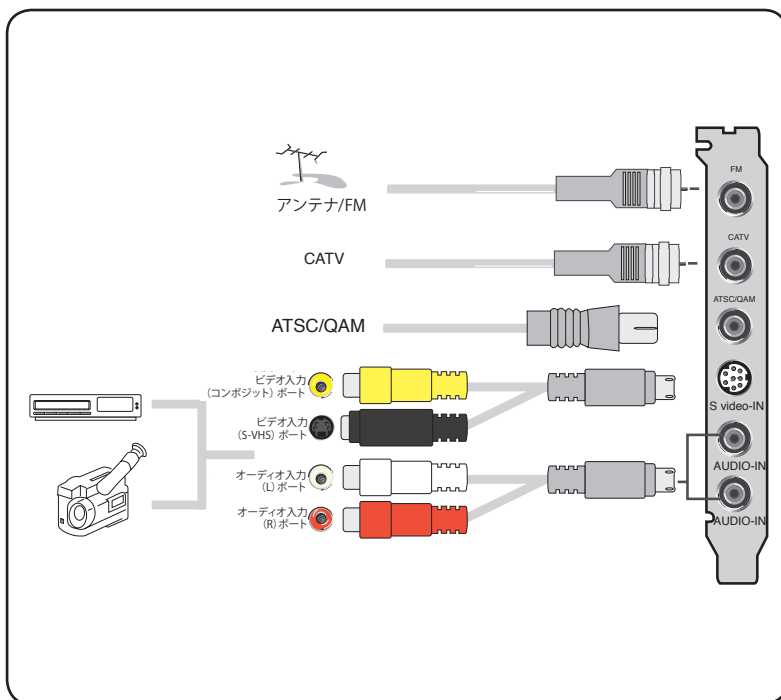 アンテナ/FM
CATV
ATSC/QAM
ビデオ入力
(コンポジット) ポート
ビデオ入力
(S-VHS) ポート
オーディオ入力
(L) ポート
オーディオ入力
(R) ポート
FM
CATV
ATSC/QAM
S video-IN
AUDIO-IN
AUDIO-IN